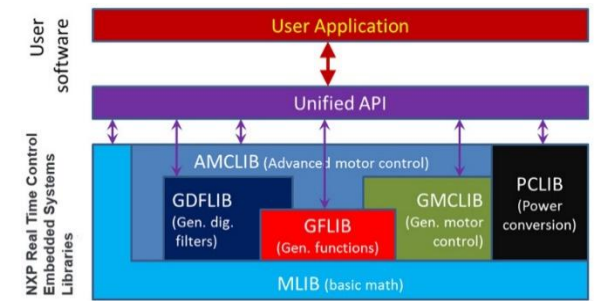 User
software
User Application
Unified API
NXP Real Time Control
Embedded Systems
Libraries
AMCLIB (Advanced motor control)
GDFLIB
(Gen. dig.
filters)
GFLIB
(Gen. functions)
GMCLIB
(Gen. motor
control)
PCLIB
(Power
conversion)
MLIB (basic math)